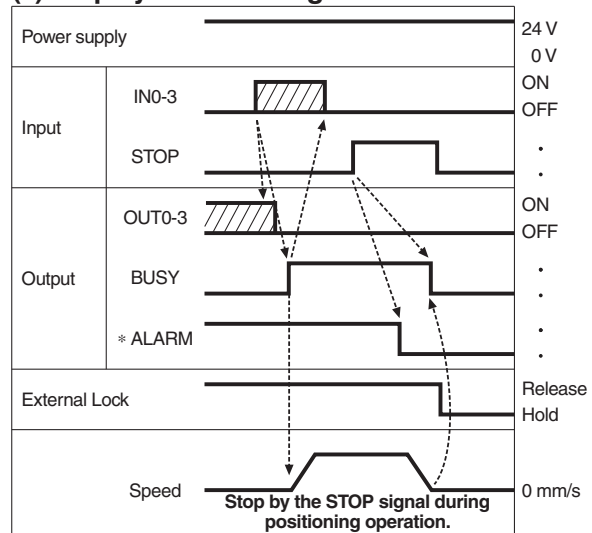 Power supply
24 V
0 V
Input
IN0-3
ON
OFF
STOP
Output
OUT0-3
ON
OFF
BUSY
* ALARM
External Lock
Release
Hold
Speed
0 mm/s
Stop by the STOP signal during
positioning operation.